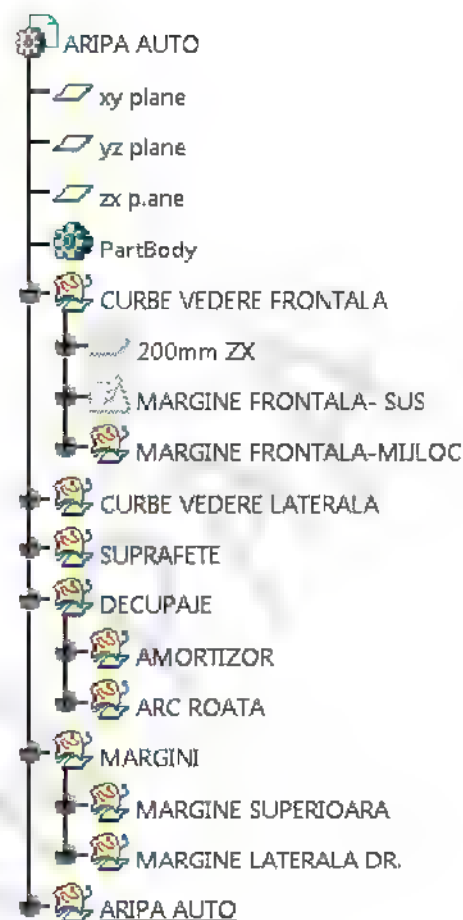 ARIPA AUTO
xy plane
yz plane
zx p.ane
PartBody
CURBE VEDERE FRONTALA
200mm ZX
MARGINE FRONTALA- SUS
MARGINE FRONTALA-MIJLOC
CURBE VEDERE LATERALA
SUPRAFETE
DECUPAJE
AMORTIZOR
ARC ROATA
MARGINI
MARGINE SUPERIOARA
MARGINE LATERALA DR.
ARIPA AUTO